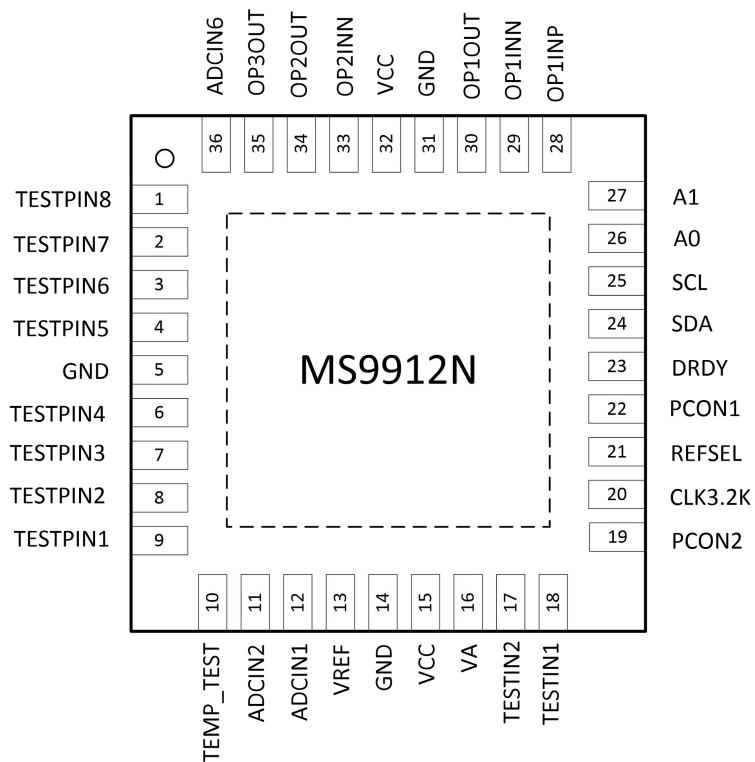 ADCIN6
OP3OUT
OP2OUT
OP2INN
VCC
GND
OP1OUT
OP1INN
OP1INP
36
35
34
33
32
31
30
29
28
TESTPIN8 1
TESTPIN7 2
TESTPIN6 3
TESTPIN5 4
GND 5
TESTPIN4 6
TESTPIN3 7
TESTPIN2 8
TESTPIN1 9
MS9912N
27 A1
26 A0
25 SCL
24 SDA
23 DRDY
22 PCON1
21 REFSEL
20 CLK3.2K
19 PCON2
10
11
12
13
14
15
16
17
18
TEMP_TEST
ADCIN2
ADCIN1
VREF
GND
VCC
VA
TESTIN2
TESTIN1